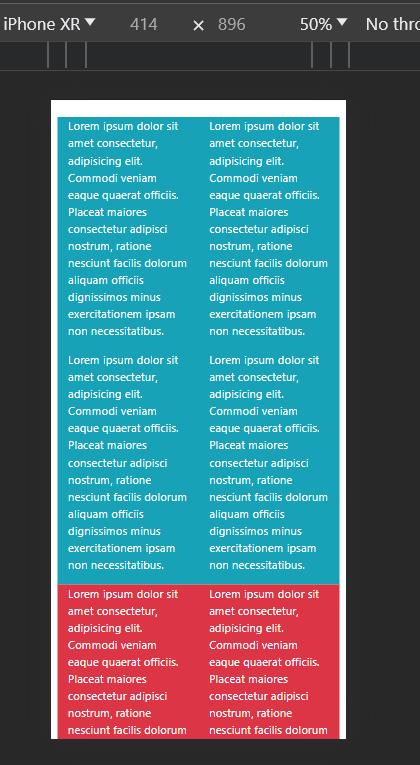 iPhone XR 414 × 896 50% No thro
Lorem ipsum dolor sit
amet consectetur,
adipisicing elit.
Commodi veniam
eaque quaerat officiis.
Placeat maiores
consectetur adipisci
nostrum, ratione
nesciunt facilis dolorum
aliquam officiis
dignissimos minus
exercitationem ipsam
non necessitatibus.
Lorem ipsum dolor sit
amet consectetur,
adipisicing elit.
Commodi veniam
eaque quaerat officiis.
Placeat maiores
consectetur adipisci
nostrum, ratione
nesciunt facilis dolorum
aliquam officiis
dignissimos minus
exercitationem ipsam
non necessitatibus.
Lorem ipsum dolor sit
amet consectetur,
adipisicing elit.
Commodi veniam
eaque quaerat officiis.
Placeat maiores
consectetur adipisci
nostrum, ratione
nesciunt facilis dolorum
aliquam officiis
dignissimos minus
exercitationem ipsam
non necessitatibus.
Lorem ipsum dolor sit
amet consectetur,
adipisicing elit.
Commodi veniam
eaque quaerat officiis.
Placeat maiores
consectetur adipisci
nostrum, ratione
nesciunt facilis dolorum
aliquam officiis
dignissimos minus
exercitationem ipsam
non necessitatibus.
Lorem ipsum dolor sit
amet consectetur,
adipisicing elit.
Commodi veniam
eaque quaerat officiis.
Placeat maiores
consectetur adipisci
nostrum, ratione
nesciunt facilis dolorum
Lorem ipsum dolor sit
amet consectetur,
adipisicing elit.
Commodi veniam
eaque quaerat officiis.
Placeat maiores
consectetur adipisci
nostrum, ratione
nesciunt facilis dolorum